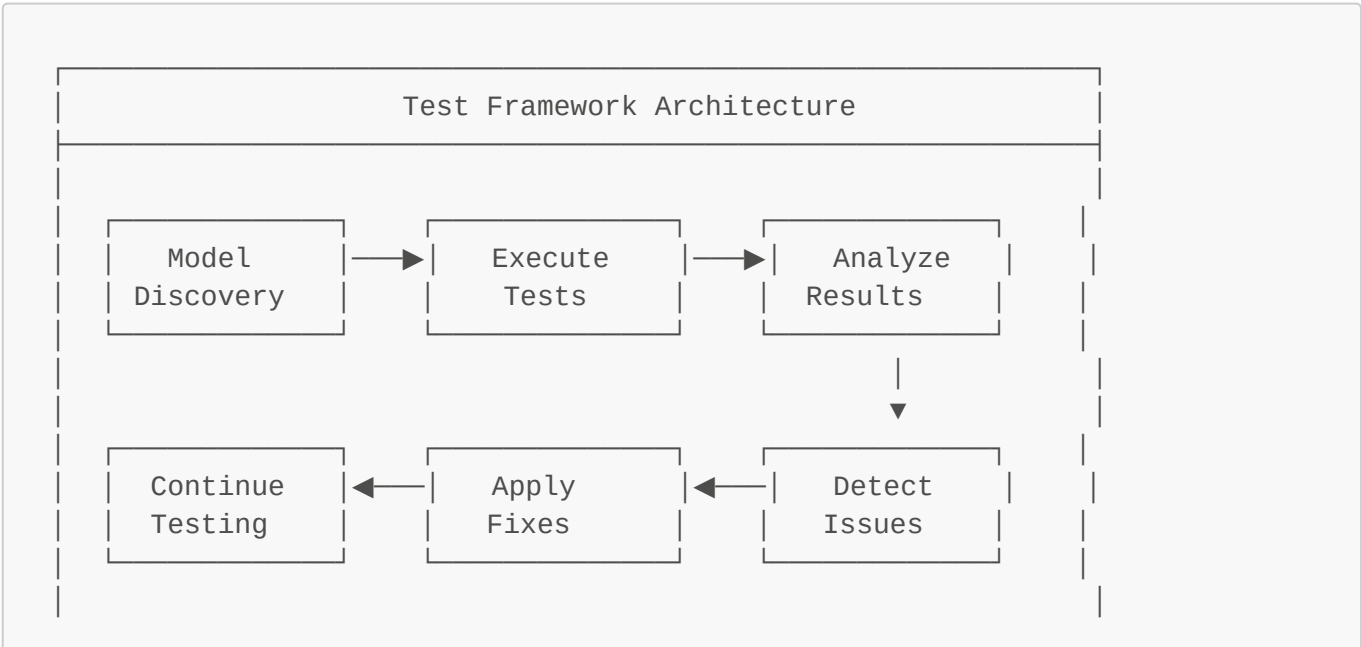 Test Framework Architecture
Model Execute Analyze
Discovery Tests Results
Continue Apply Detect
Testing Fixes Issues